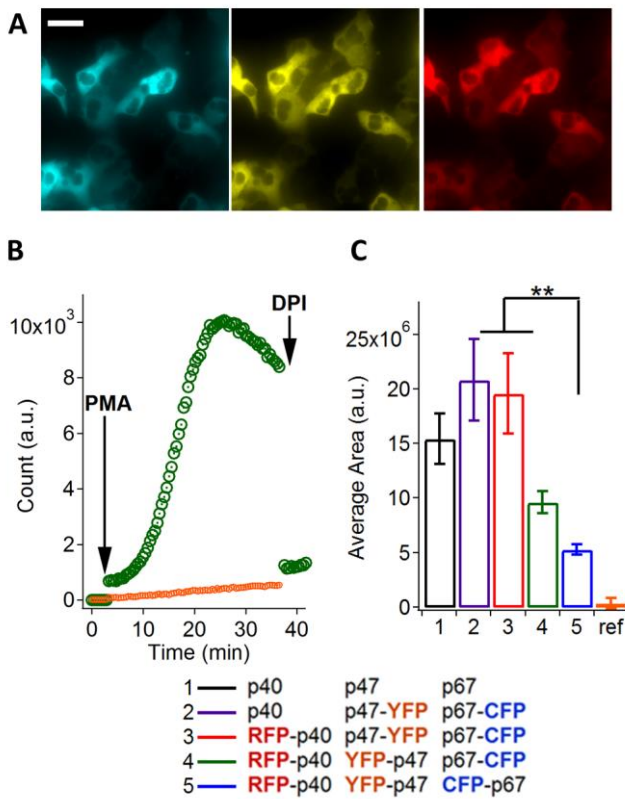 A
B
C
10x10³
8
6
4
2
0
Count (a.u.)
PMA
DPI
0 10 20 30 40
Time (min)
**
25x10⁶
20
15
10
5
0
Average Area (a.u.)
1 2 3 4 5 ref
1 p40 p47 p67
2 p40 p47-YFP p67-CFP
3 RFP-p40 p47-YFP p67-CFP
4 RFP-p40 YFP-p47 p67-CFP
5 RFP-p40 YFP-p47 CFP-p67